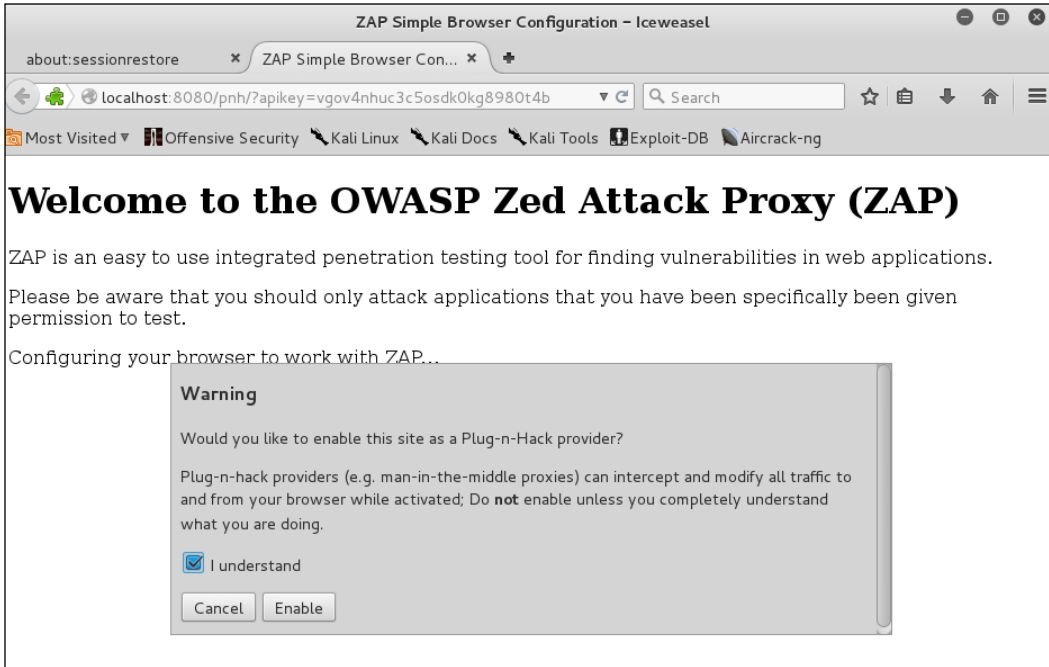 ZAP Simple Browser Configuration - Iceweasel
about:sessionrestore
ZAP Simple Browser Con...
localhost:8080/pnh/?apikey=vgov4nhuc3c5osdk0kg8980t4b
Search
Most Visited
Offensive Security
Kali Linux
Kali Docs
Kali Tools
Exploit-DB
Aircrack-ng
Welcome to the OWASP Zed Attack Proxy (ZAP)
ZAP is an easy to use integrated penetration testing tool for finding vulnerabilities in web applications.
Please be aware that you should only attack applications that you have been specifically been given
permission to test.
Configuring your browser to work with ZAP...
Warning
Would you like to enable this site as a Plug-n-Hack provider?
Plug-n-hack providers (e.g. man-in-the-middle proxies) can intercept and modify all traffic to
and from your browser while activated; Do not enable unless you completely understand
what you are doing.
I understand
Cancel
Enable